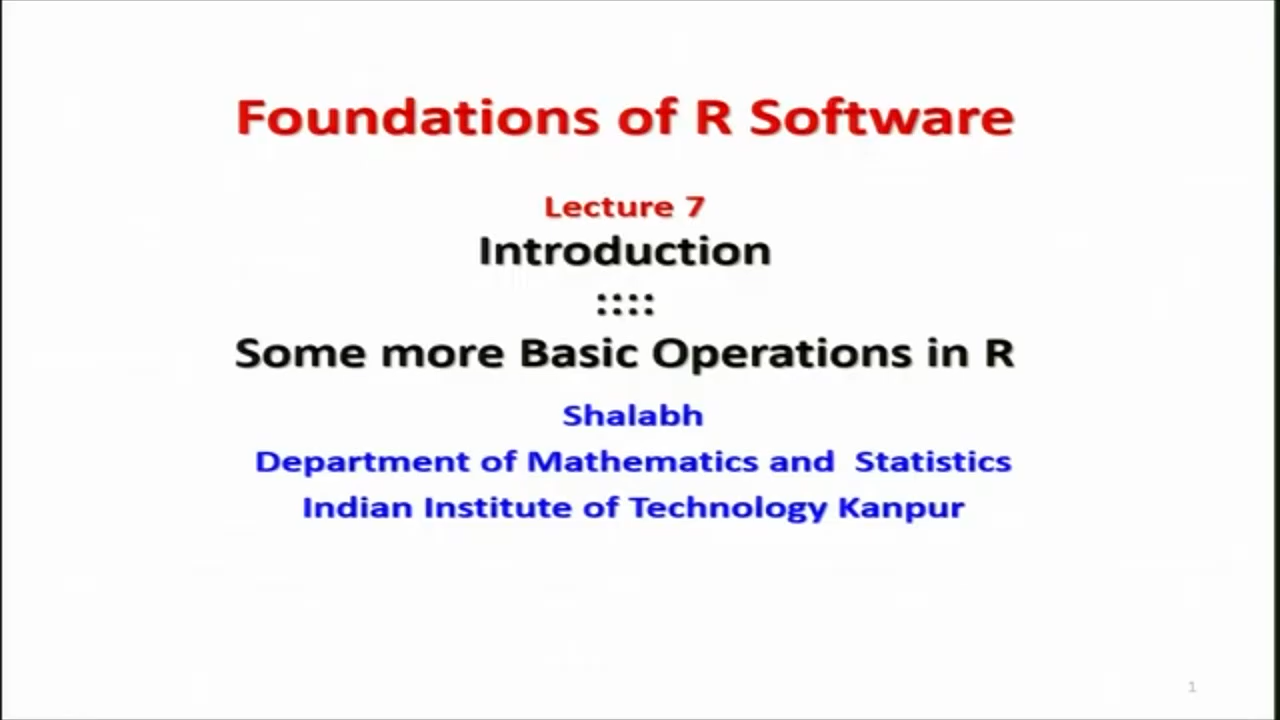 Foundations of R Software
Lecture 7
Introduction
::::
Some more Basic Operations in R
Shalabh
Department of Mathematics and Statistics
Indian Institute of Technology Kanpur
1